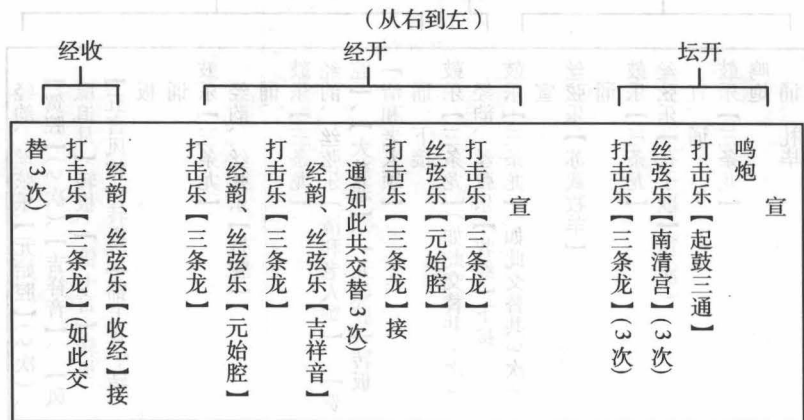 (从右到左)
开坛
开经
收经
宣
鸣炮
打击乐【起鼓三通】
丝弦乐【南清宫】(3次)
打击乐【三条龙】(3次)
宣
打击乐【三条龙】
丝弦乐【元始腔】
打击乐【三条龙】接
通(如此共交替3次)
经韵、丝弦乐【吉祥音】
打击乐【三条龙】
经韵、丝弦乐【元始腔】
打击乐【三条龙】
经韵、丝弦乐【收经】接
打击乐【三条龙】(如此交
替3次)